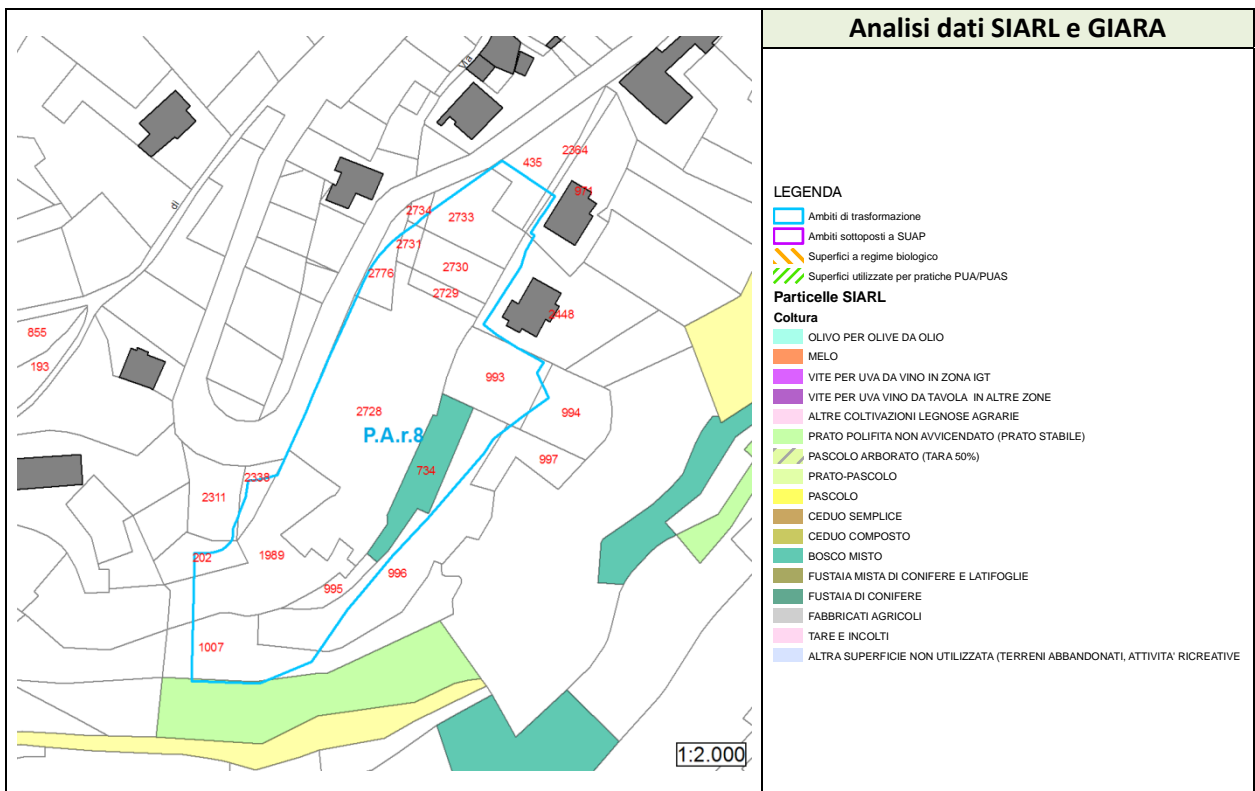 Analisi dati SIARL e GIARA
Via
di
435
2364
971
2734
2733
2731
2776
2730
2729
2448
855
193
993
994
2728
P.A.r.8
734
997
2338
2311
202
1989
995
996
1007
1:2.000
LEGENDA
Ambiti di trasformazione
Ambiti sottoposti a SUAP
Superfici a regime biologico
Superfici utilizzate per pratiche PUA/PUAS
Particelle SIARL
Coltura
OLIVO PER OLIVE DA OLIO
MELO
VITE PER UVA DA VINO IN ZONA IGT
VITE PER UVA VINO DA TAVOLA IN ALTRE ZONE
ALTRE COLTIVAZIONI LEGNOSE AGRARIE
PRATO POLIFITA NON AVVICENDATO (PRATO STABILE)
PASCOLO ARBORATO (TARA 50%)
PRATO-PASCOLO
PASCOLO
CEDUO SEMPLICE
CEDUO COMPOSTO
BOSCO MISTO
FUSTAIA MISTA DI CONIFERE E LATIFOGLIE
FUSTAIA DI CONIFERE
FABBRICATI AGRICOLI
TARE E INCOLTI
ALTRA SUPERFICIE NON UTILIZZATA (TERRENI ABBANDONATI, ATTIVITA' RICREATIVE